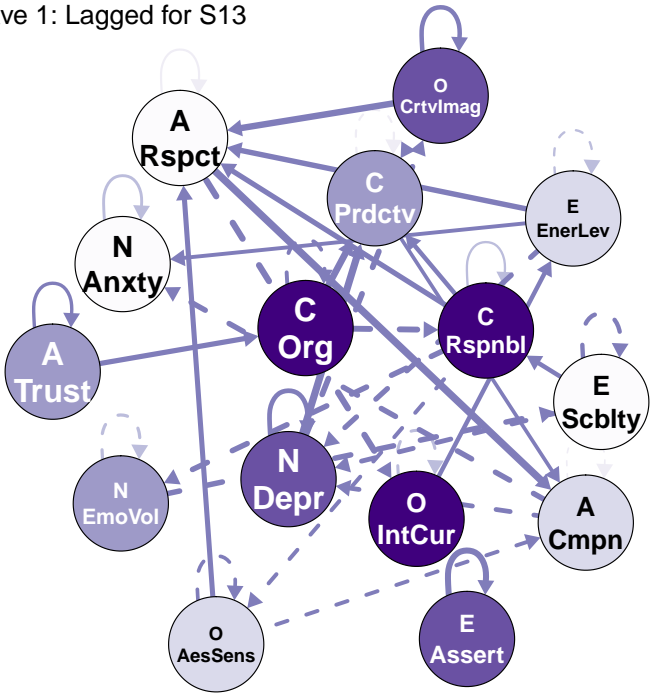 ve 1: Lagged for S13
O
CrtvImag
A
Rspct
C
Prdctv
E
EnerLev
N
Anxty
C
Org
C
Rspnbl
A
Trust
E
Scblty
N
Depr
N
EmoVol
O
IntCur
A
Cmpn
O
AesSens
E
Assert